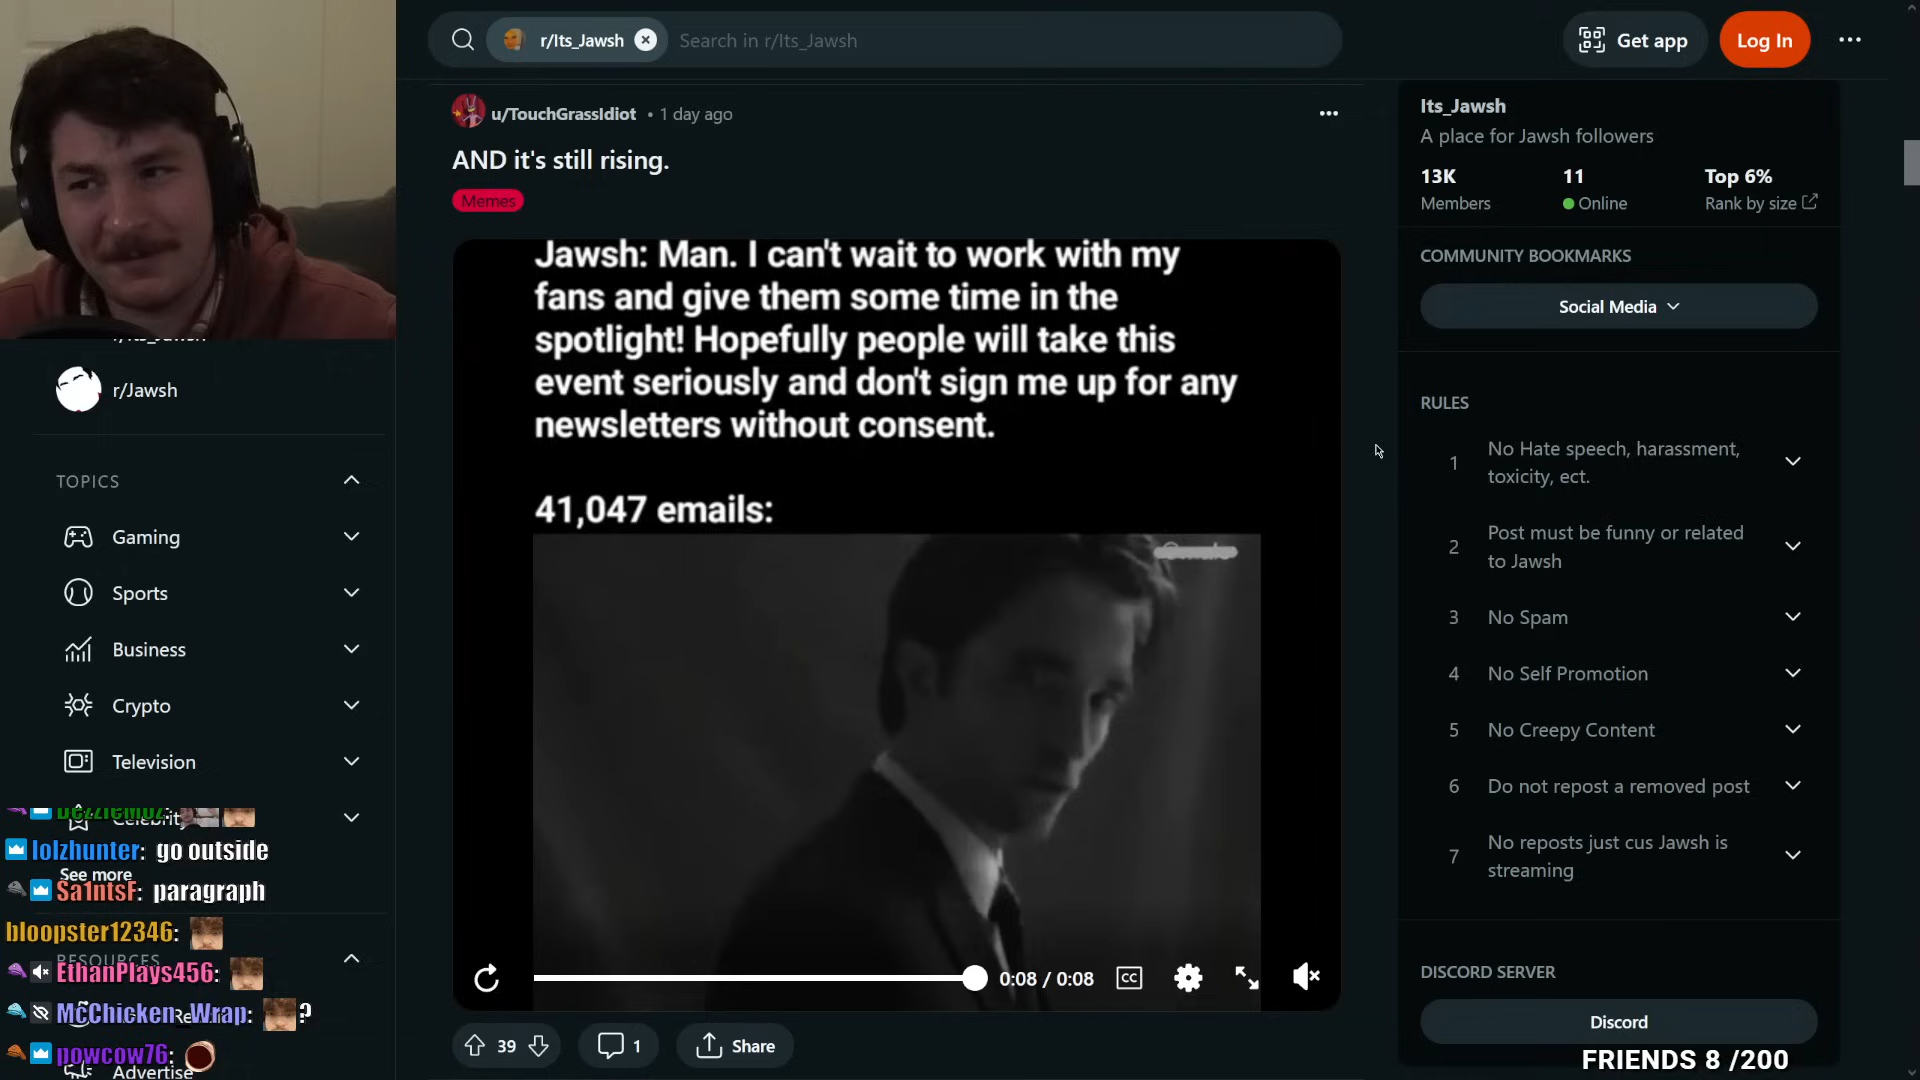 r/Its_Jawsh
Search in r/Its_Jawsh
Get app
Log In
u/TouchGrassIdiot • 1 day ago
AND it's still rising.
Memes
Jawsh: Man. I can't wait to work with my
fans and give them some time in the
spotlight! Hopefully people will take this
event seriously and don't sign me up for any
newsletters without consent.
41,047 emails:
0:08 / 0:08
CC
39
1
Share
r/Jawsh
TOPICS
Gaming
Sports
Business
Crypto
Television
lolzhunter: go outside
See more
Sa1ntsF: paragraph
bloopster12346:
RESOURCES
EthanPlays456:
McChicken_Wrap: ?
powcow76:
Advertise
Its_Jawsh
A place for Jawsh followers
13K
Members
11
Online
Top 6%
Rank by size
COMMUNITY BOOKMARKS
Social Media
RULES
1 No Hate speech, harassment,
toxicity, ect.
2 Post must be funny or related
to Jawsh
3 No Spam
4 No Self Promotion
5 No Creepy Content
6 Do not repost a removed post
7 No reposts just cus Jawsh is
streaming
DISCORD SERVER
Discord
FRIENDS 8 /200